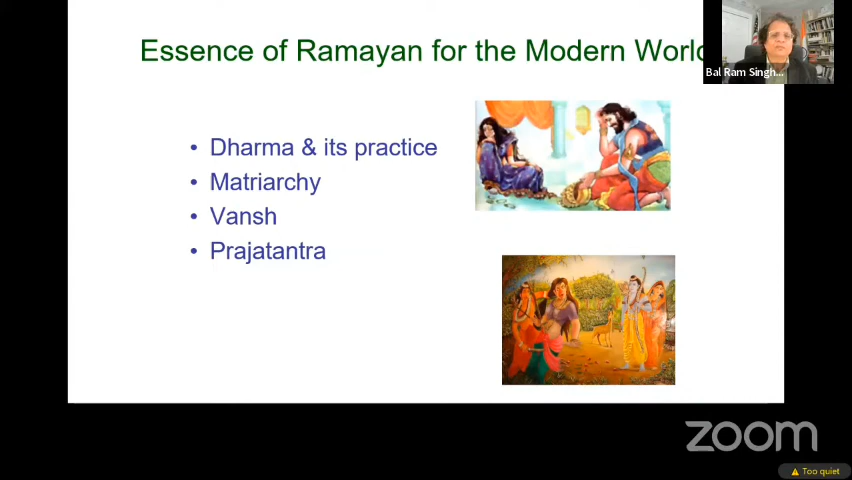 Essence of Ramayan for the Modern World
Bal Ram Singh...
• Dharma & its practice
• Matriarchy
• Vansh
• Prajatantra
zoom
Too quiet